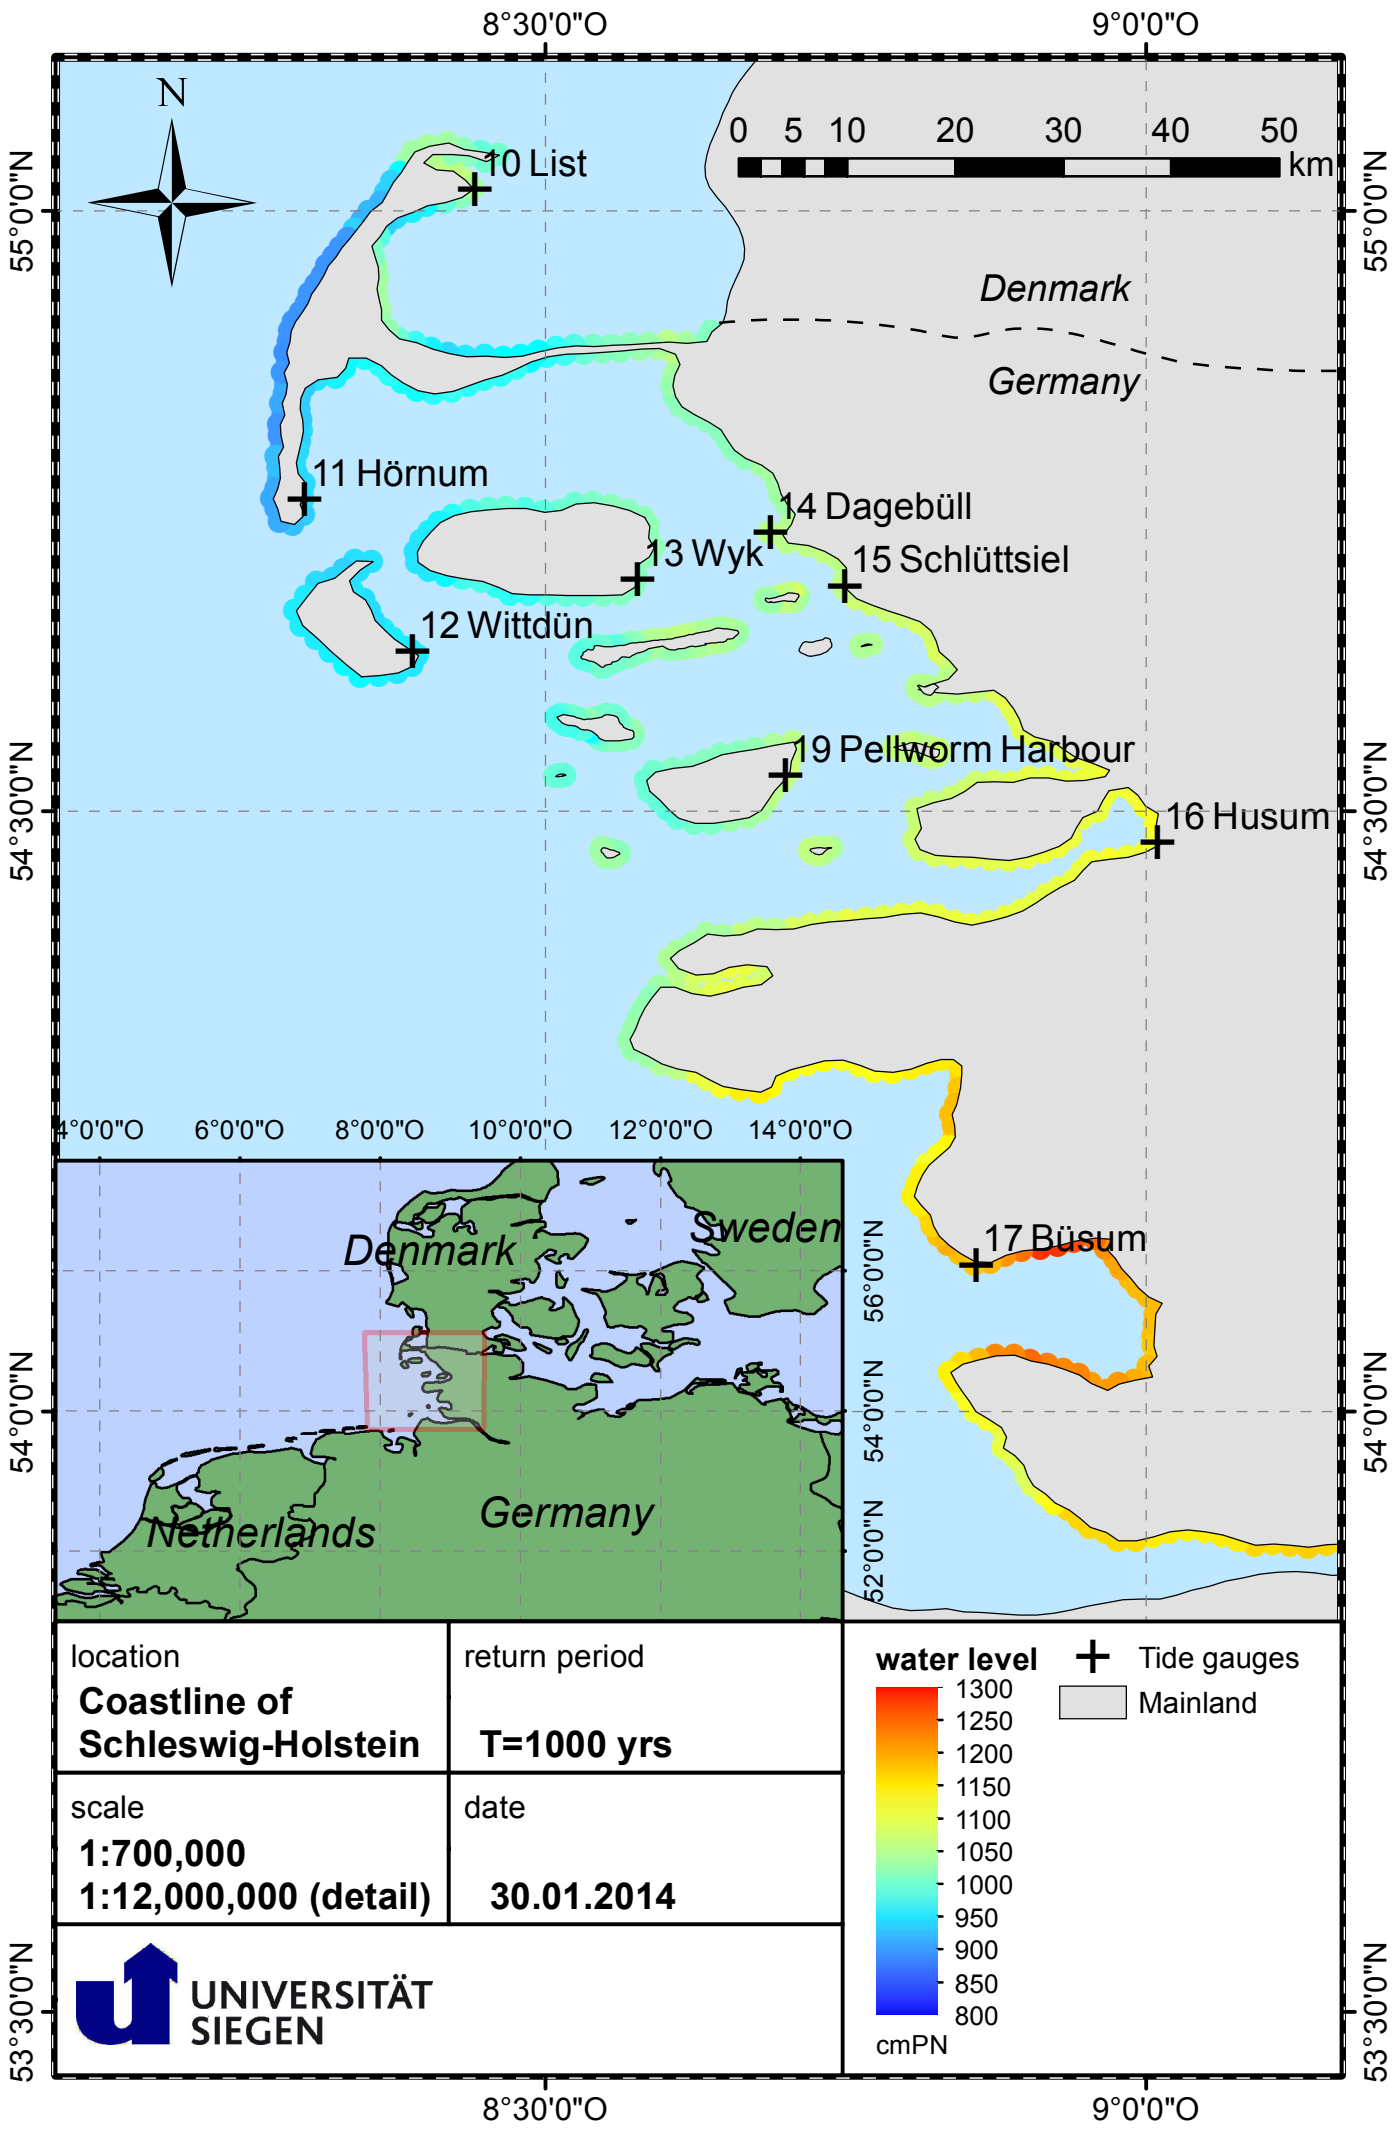 8°30'0"O
9°0'0"O
N
0 5 10 20 30 40 50
km
10 List
55°0'0"N
55°0'0"N
Denmark
Germany
11 Hörnum
14 Dagebüll
13 Wyk
15 Schlüttsiel
12 Wittdün
19 Pellworm Harbour
54°30'0"N
54°30'0"N
16 Husum
4°0'0"O
6°0'0"O
8°0'0"O
10°0'0"O
12°0'0"O
14°0'0"O
17 Büsum
Sweden
Denmark
56°0'0"N
54°0'0"N
54°0'0"N
54°0'0"N
Germany
Netherlands
52°0'0"N
location
Coastline of
Schleswig-Holstein
return period
T=1000 yrs
scale
1:700,000
1:12,000,000 (detail)
date
30.01.2014
UNIVERSITÄT
SIEGEN
water level
1300
1250
1200
1150
1100
1050
1000
950
900
850
800
cmPN
Tide gauges
Mainland
53°30'0"N
53°30'0"N
8°30'0"O
9°0'0"O